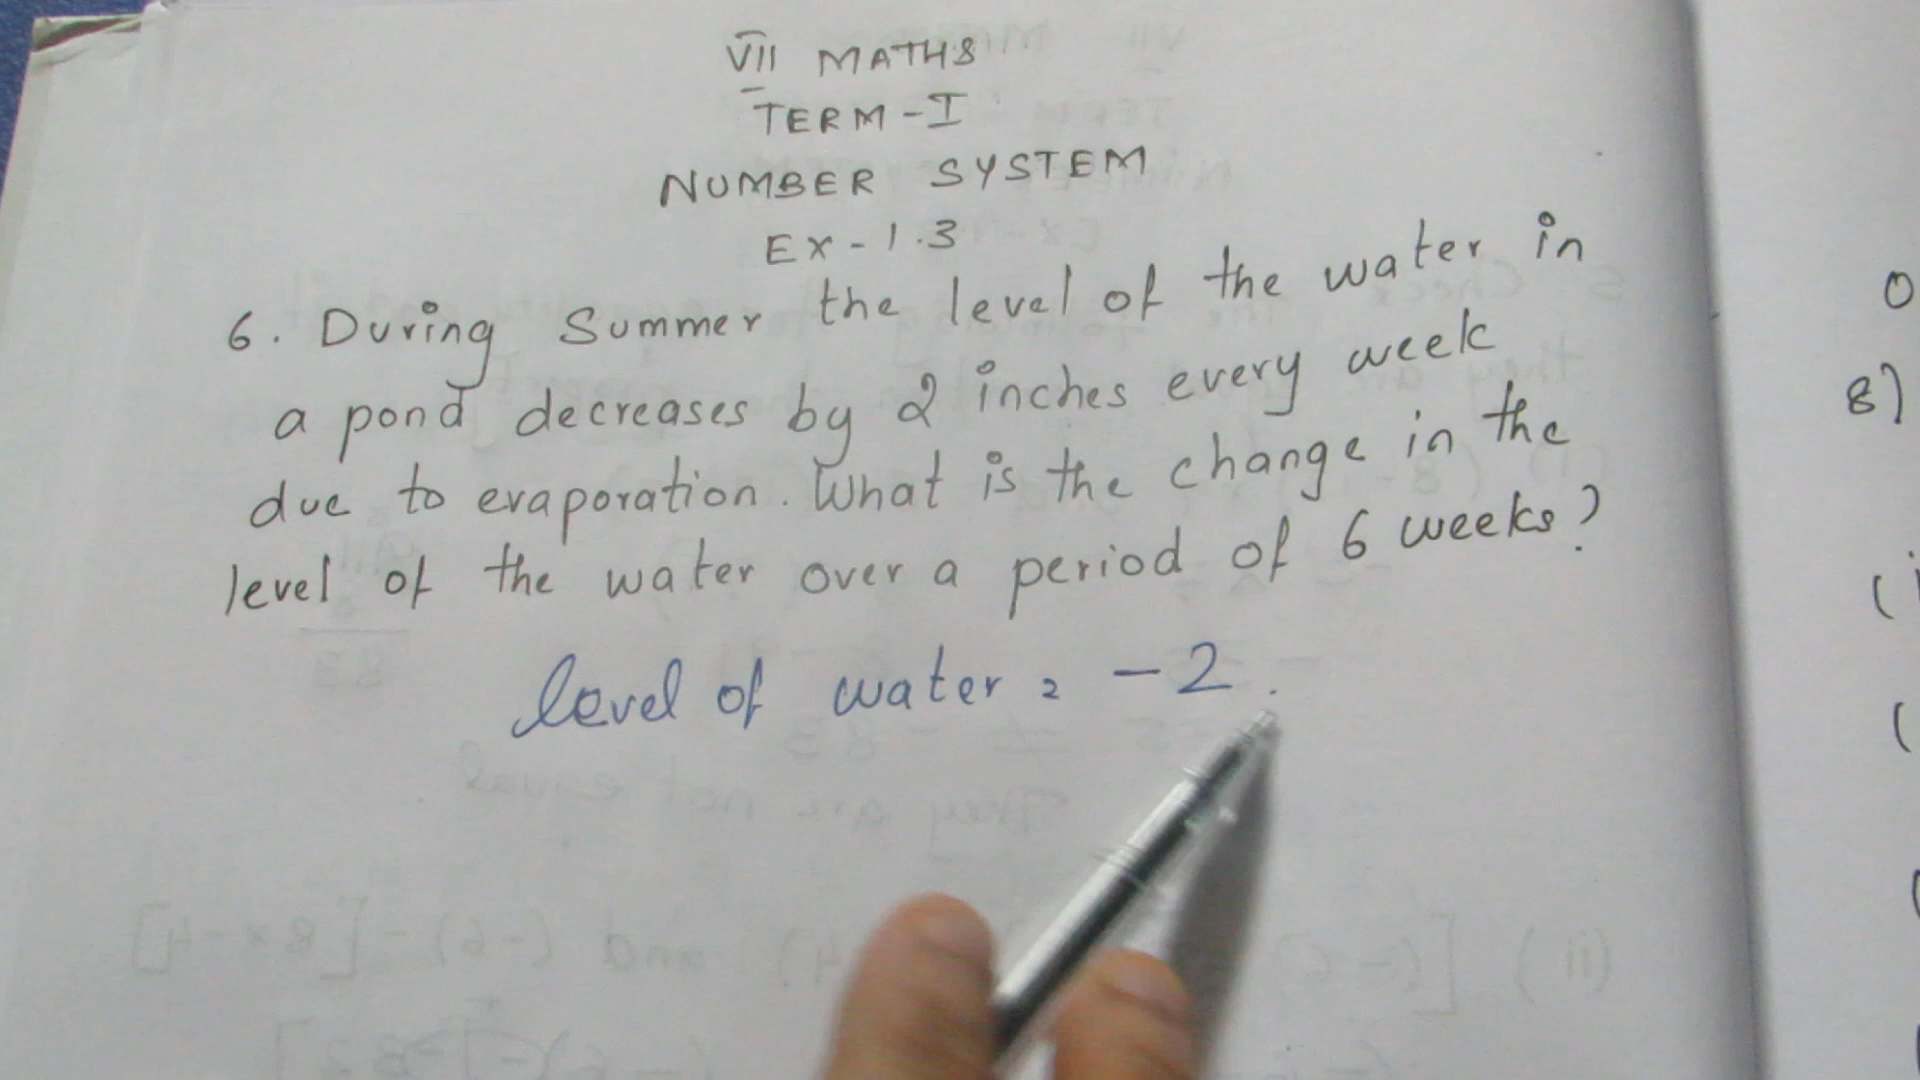 VII MATHS
TERM-I
NUMBER SYSTEM
EX-1.3
6. During Summer the level of the water in
a pond decreases by 2 inches every week
due to evaporation. What is the change in the
level of the water over a period of 6 weeks?
level of water = -2.
0
8)
(i
(